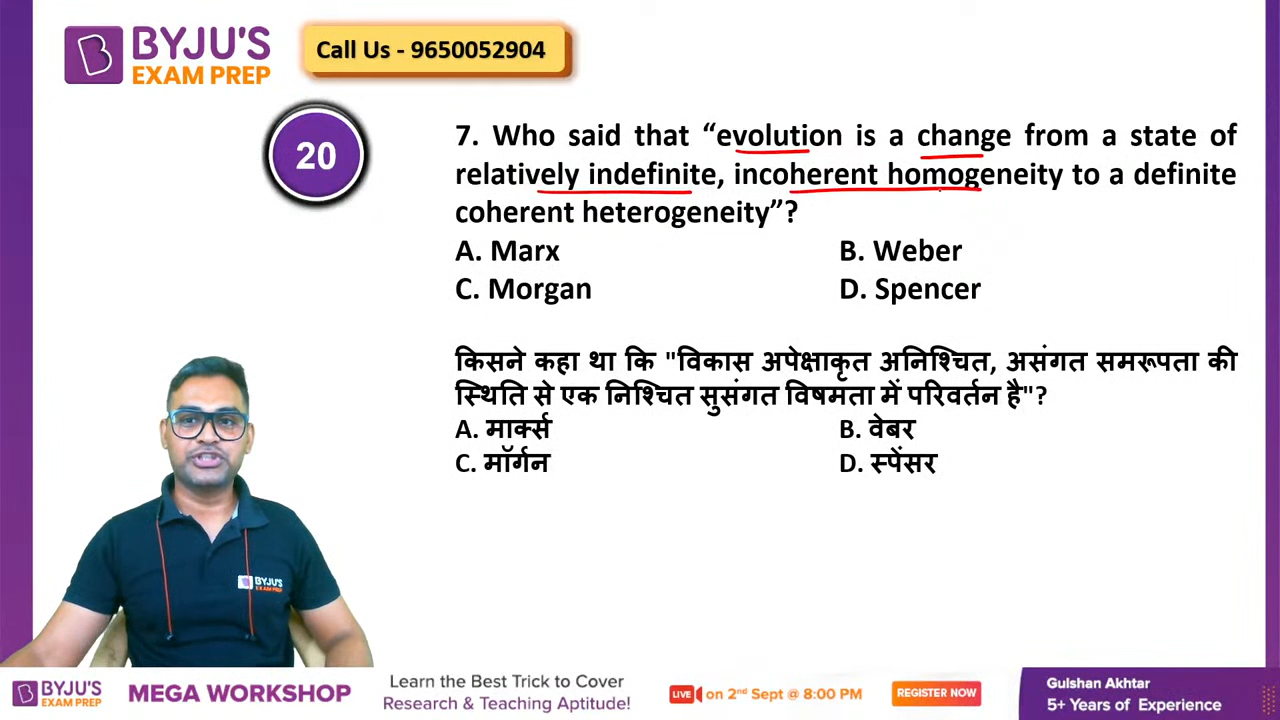 BYJU'S
EXAM PREP
Call Us - 9650052904
20
7. Who said that “evolution is a change from a state of
relatively indefinite, incoherent homogeneity to a definite
coherent heterogeneity”?
A. Marx
B. Weber
C. Morgan
D. Spencer
किसने कहा था कि "विकास अपेक्षाकृत अनिश्चित, असंगत समरूपता की
स्थिति से एक निश्चित सुसंगत विषमता में परिवर्तन है"?
A. मार्क्स
B. वेबर
C. मॉर्गन
D. स्पेंसर
BYJU'S
EXAM PREP
BYJU'S
EXAM PREP
MEGA WORKSHOP
Learn the Best Trick to Cover
Research & Teaching Aptitude!
LIVE on 2nd Sept @ 8:00 PM
REGISTER NOW
Gulshan Akhtar
5+ Years of Experience